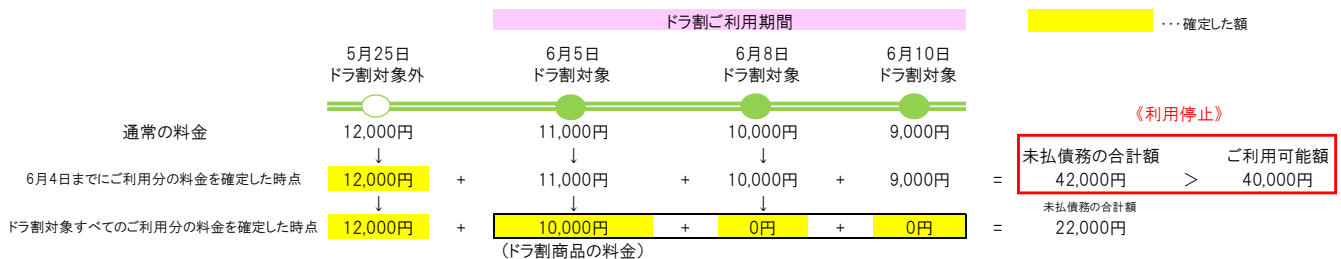 ドラ割ご利用期間
・・・確定した額
5月25日 6月5日 6月8日 6月10日
ドラ割対象外 ドラ割対象 ドラ割対象 ドラ割対象
《利用停止》
通常の料金 12,000円 11,000円 10,000円 9,000円
↓ ↓ ↓
未払債務の合計額 ご利用可能額
6月4日までにご利用分の料金を確定した時点 12,000円 + 11,000円 + 10,000円 + 9,000円 = 42,000円 > 40,000円
↓ ↓ ↓
未払債務の合計額
ドラ割対象すべてのご利用分の料金を確定した時点 12,000円 + 10,000円 + 0円 + 0円 = 22,000円
(ドラ割商品の料金)